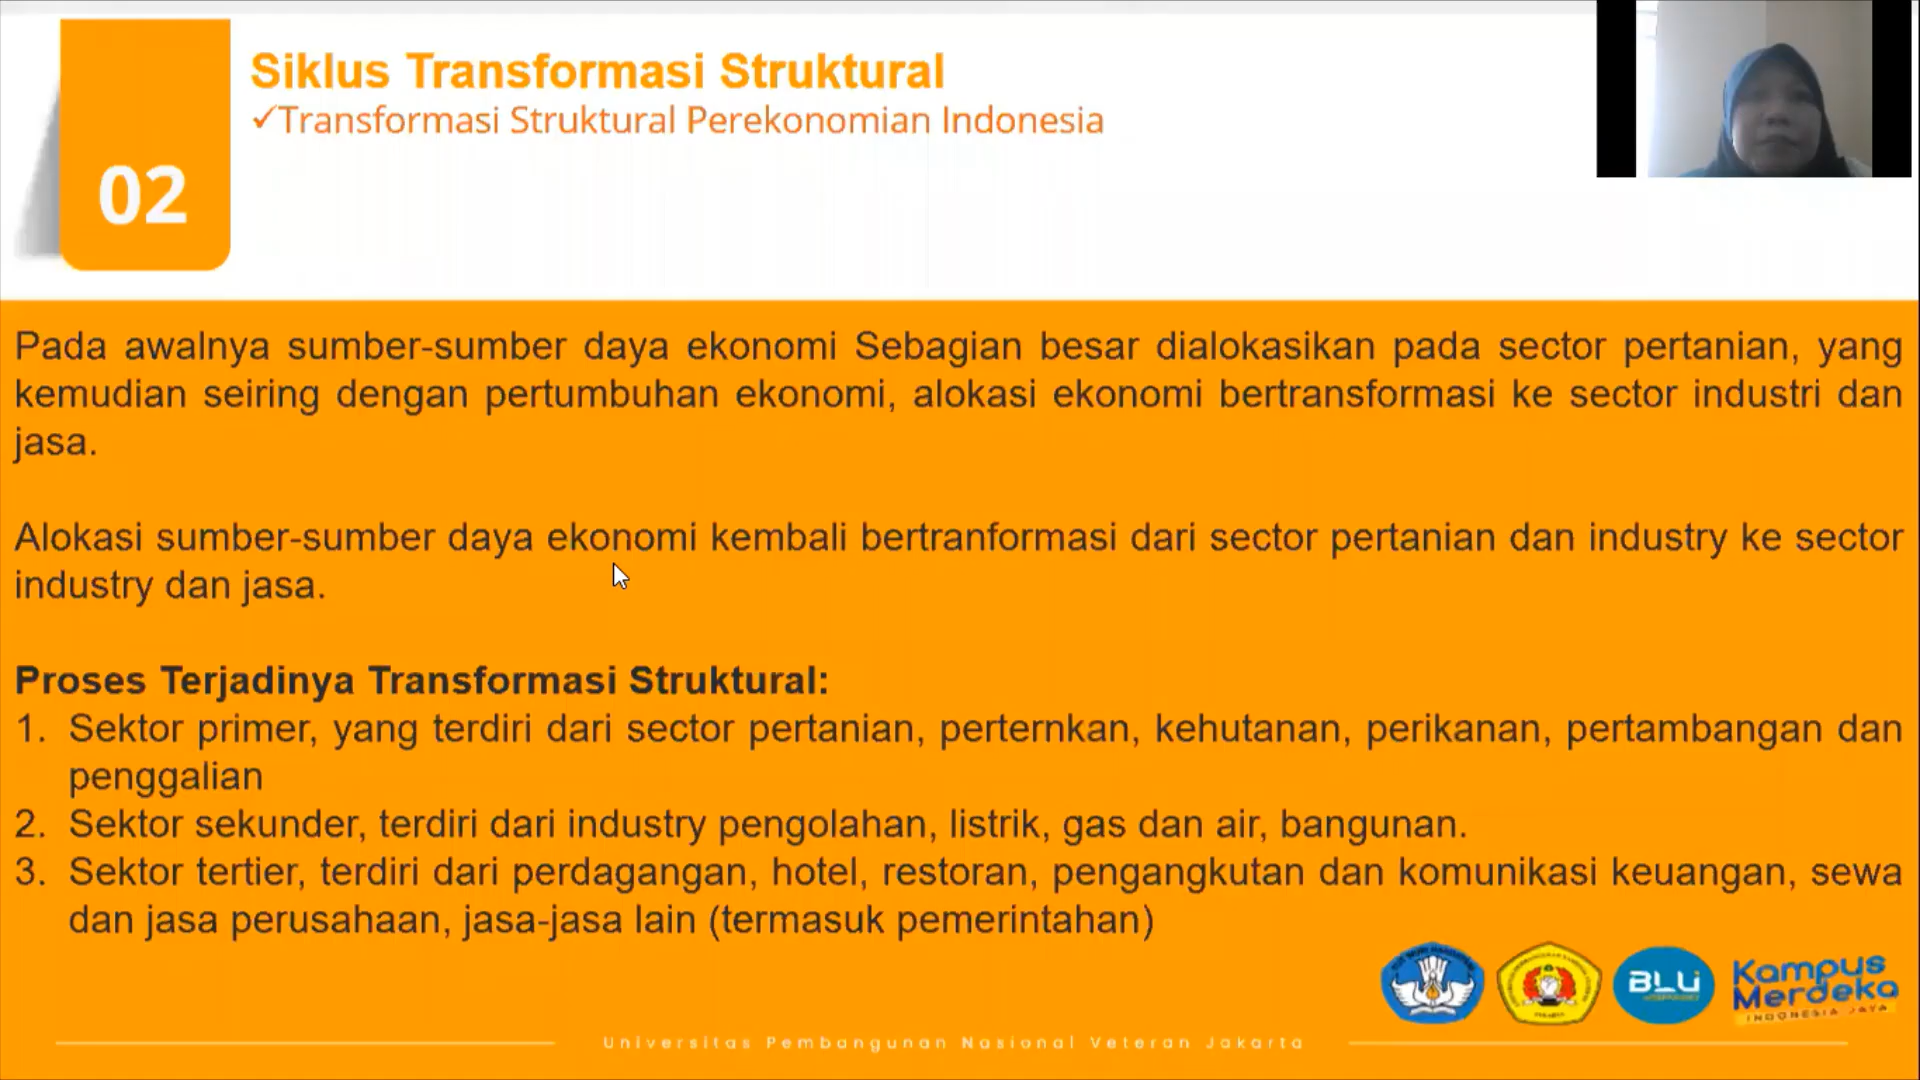 02
Siklus Transformasi Struktural
✓Transformasi Struktural Perekonomian Indonesia
Pada awalnya sumber-sumber daya ekonomi Sebagian besar dialokasikan pada sector pertanian, yang
kemudian seiring dengan pertumbuhan ekonomi, alokasi ekonomi bertransformasi ke sector industri dan
jasa.
Alokasi sumber-sumber daya ekonomi kembali bertranformasi dari sector pertanian dan industry ke sector
industry dan jasa.
Proses Terjadinya Transformasi Struktural:
1. Sektor primer, yang terdiri dari sector pertanian, perternkan, kehutanan, perikanan, pertambangan dan
penggalian
2. Sektor sekunder, terdiri dari industry pengolahan, listrik, gas dan air, bangunan.
3. Sektor tertier, terdiri dari perdagangan, hotel, restoran, pengangkutan dan komunikasi keuangan, sewa
dan jasa perusahaan, jasa-jasa lain (termasuk pemerintahan)
BLU
Kampus
Merdeka
INDONESIA JAYA
Universitas Pembangunan Nasional Veteran Jakarta